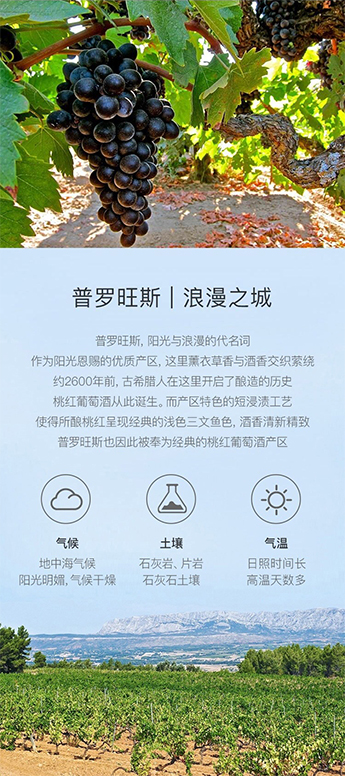 普罗旺斯｜浪漫之城
普罗旺斯, 阳光与浪漫的代名词
作为阳光恩赐的优质产区, 这里薰衣草香与酒香交织萦绕
约2600年前, 古希腊人在这里开启了酿造的历史
桃红葡萄酒从此诞生。而产区特色的短浸渍工艺
使得所酿桃红呈现经典的浅色三文鱼色, 酒香清新精致
普罗旺斯也因此被奉为经典的桃红葡萄酒产区
气候
土壤
气温
地中海气候
石灰岩、片岩
日照时间长
阳光明媚, 气候干燥
石灰石土壤
高温天数多